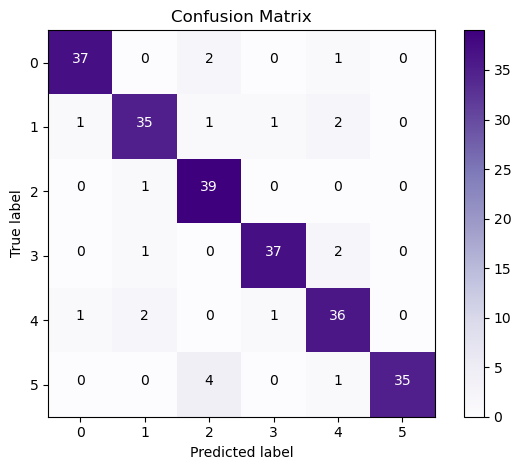 Confusion Matrix
True label
0 37 0 2 0 1 0
1 1 35 1 1 2 0
2 0 1 39 0 0 0
3 0 1 0 37 2 0
4 1 2 0 1 36 0
5 0 0 4 0 1 35
0 1 2 3 4 5
Predicted label
35
30
25
20
15
10
5
0